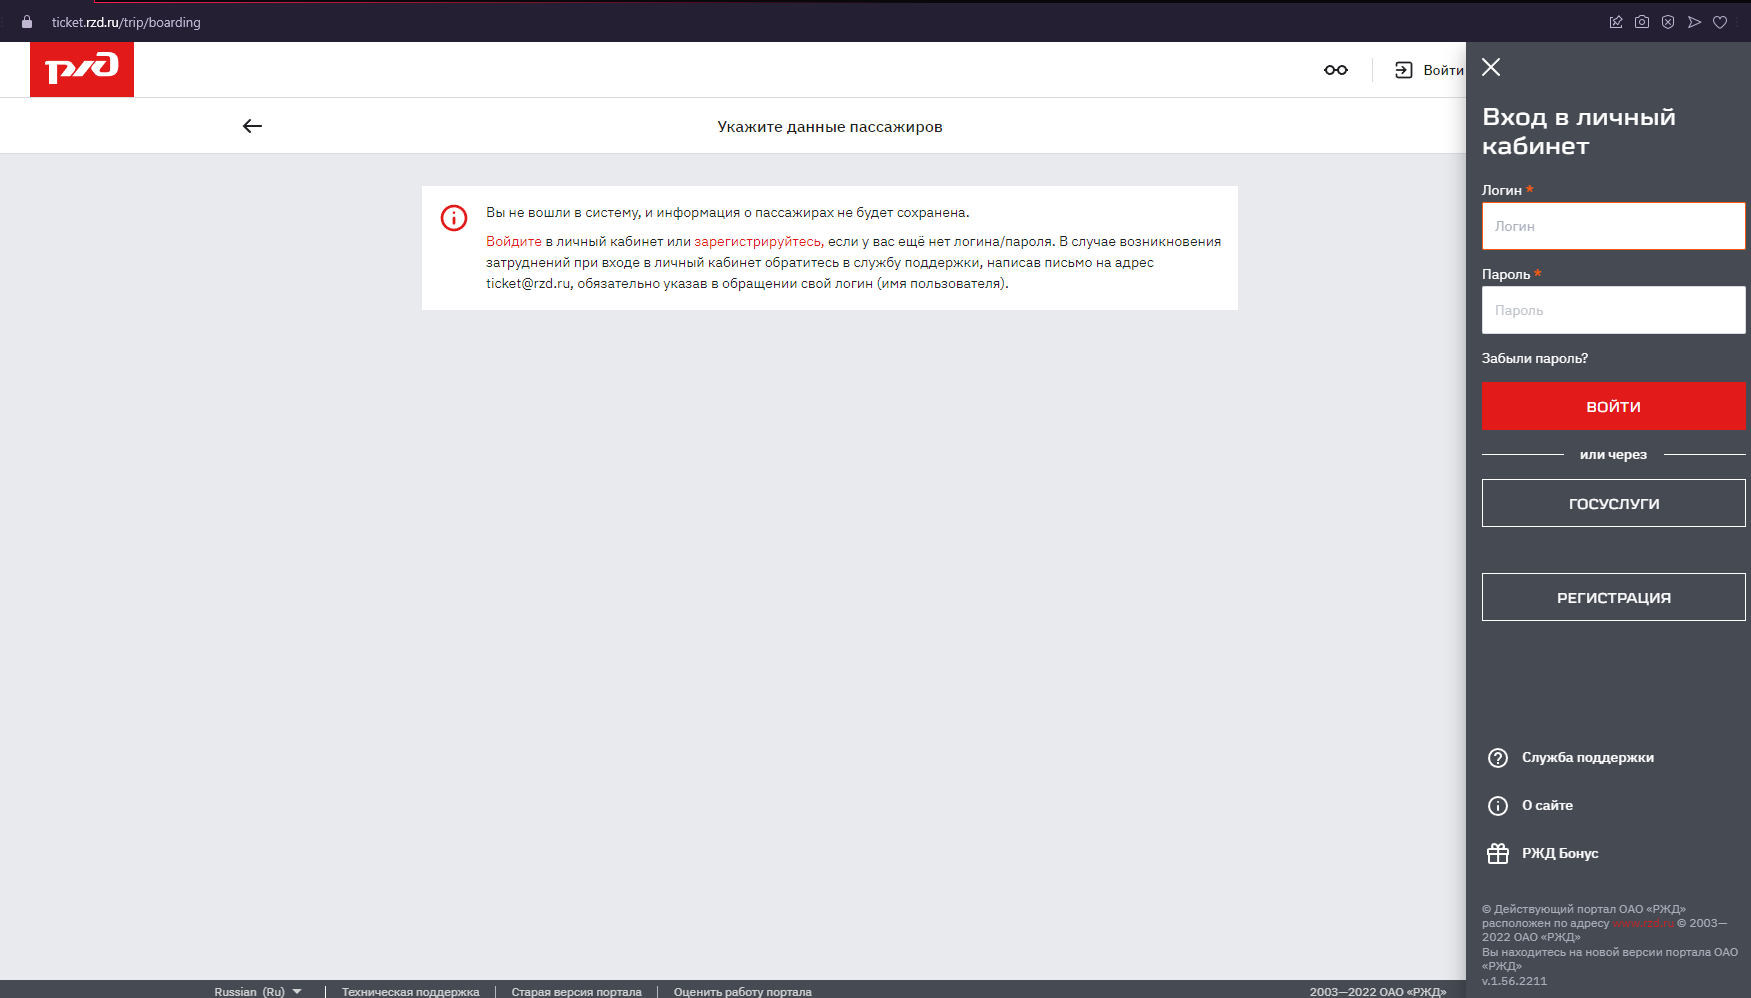 ticket.rzd.ru/trip/boarding
ржд
Войти
Укажите данные пассажиров
Вы не вошли в систему, и информация о пассажирах не будет сохранена.
Войдите в личный кабинет или зарегистрируйтесь, если у вас ещё нет логина/пароля. В случае возникновения
затруднений при входе в личный кабинет обратитесь в службу поддержки, написав письмо на адрес
ticket@rzd.ru, обязательно указав в обращении свой логин (имя пользователя).
Вход в личный
кабинет
Логин *
Логин
Пароль *
Пароль
Забыли пароль?
ВОЙТИ
или через
ГОСУСЛУГИ
РЕГИСТРАЦИЯ
Служба поддержки
О сайте
РЖД Бонус
© Действующий портал ОАО «РЖД»
расположен по адресу www.rzd.ru © 2003—
2022 ОАО «РЖД»
Вы находитесь на новой версии портала ОАО
«РЖД»
v.1.56.2211
Russian (Ru)
Техническая поддержка
Старая версия портала
Оценить работу портала
2003—2022 ОАО «РЖД»